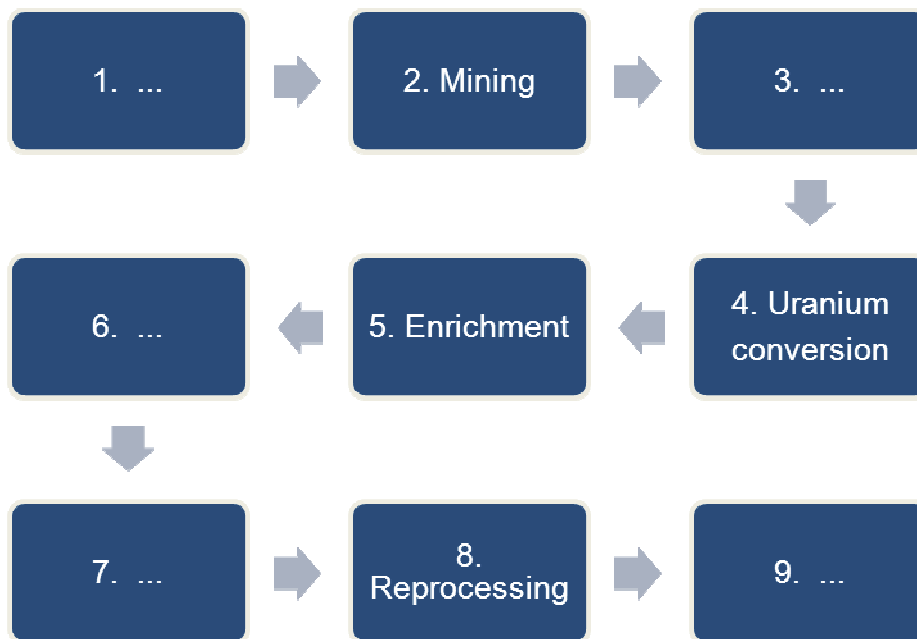 1. ...
2. Mining
3. ...
4. Uranium
conversion
5. Enrichment
6. ...
7. ...
8.
Reprocessing
9. ...